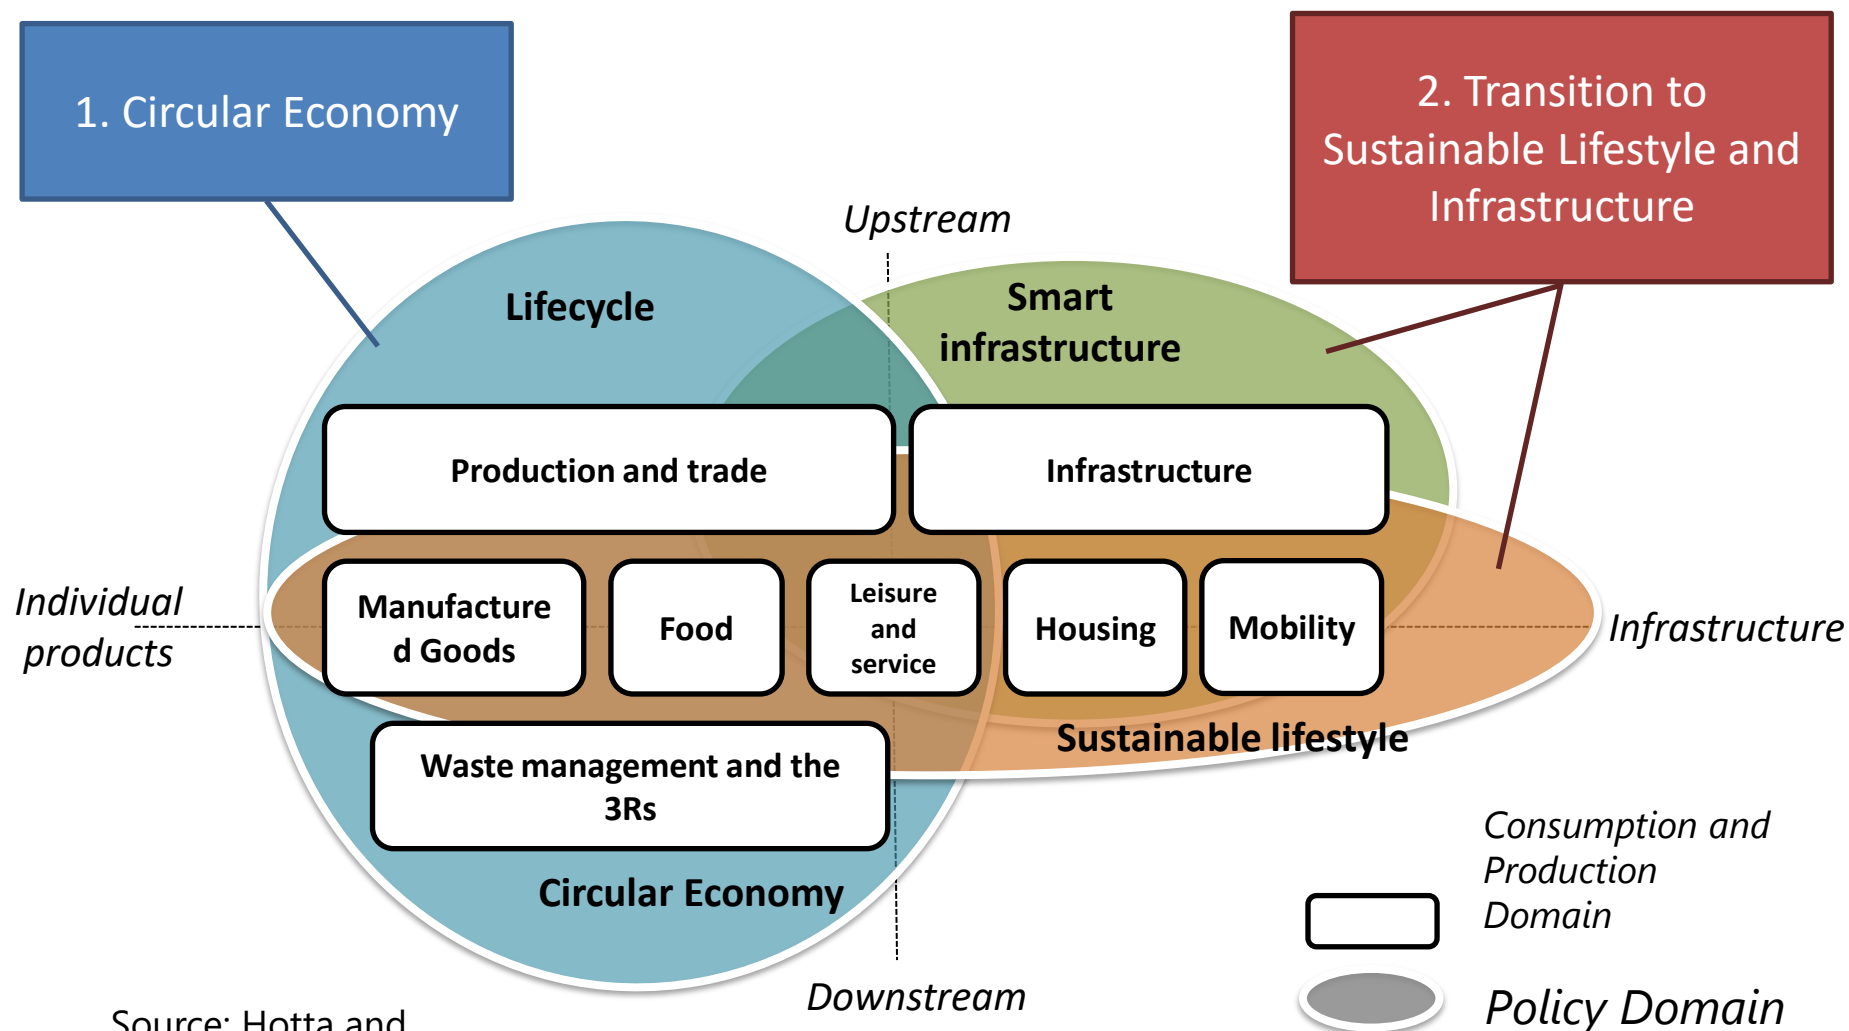 1. Circular Economy
2. Transition to
Sustainable Lifestyle and
Infrastructure
Upstream
Lifecycle
Smart
infrastructure
Production and trade
Infrastructure
Individual
products
Manufacture
d Goods
Food
Leisure
and
service
Housing
Mobility
Infrastructure
Sustainable lifestyle
Waste management and the
3Rs
Circular Economy
Downstream
Consumption and
Production
Domain
Policy Domain
Source: Hotta and